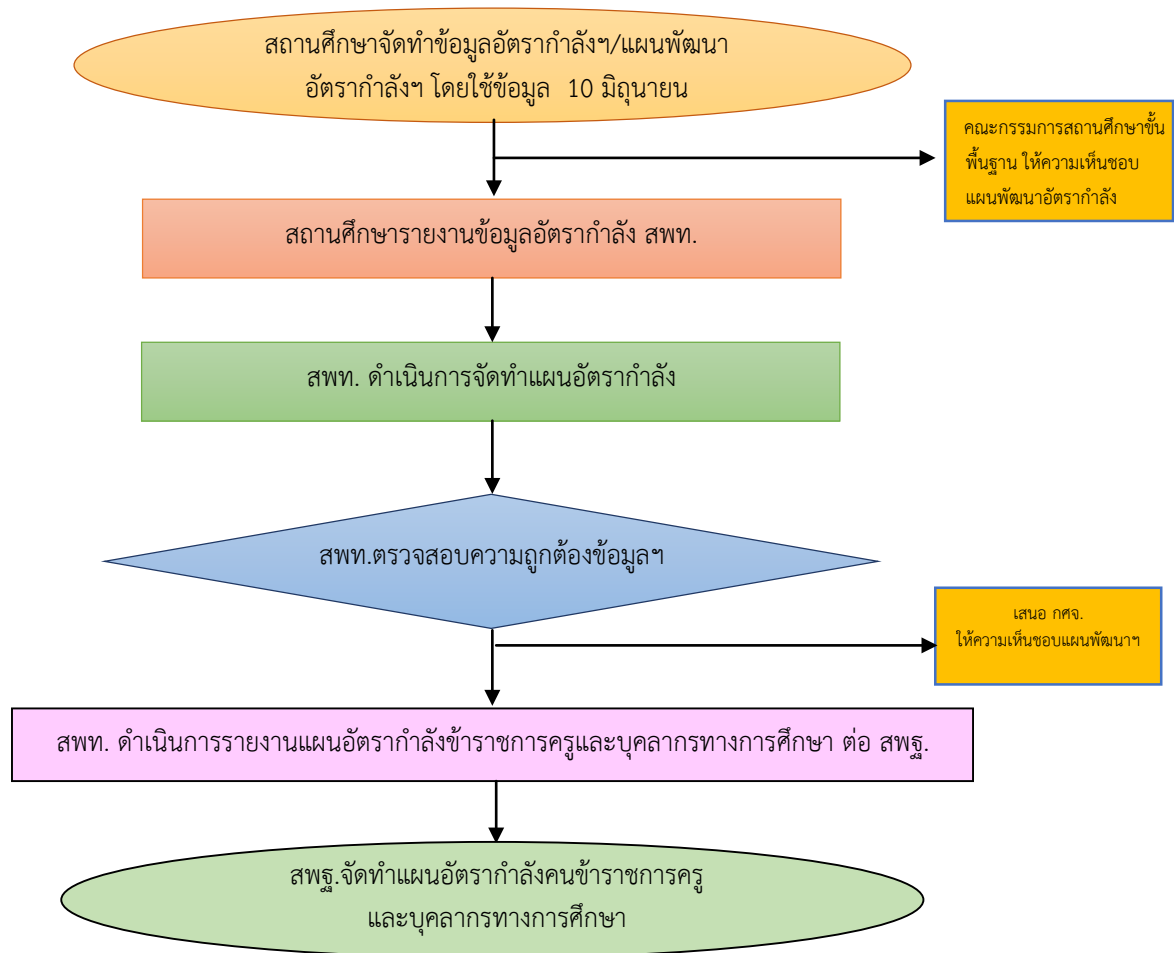 สถานศึกษาจัดทำข้อมูลอัตรากำลังฯ/แผนพัฒนา
อัตรากำลังฯ โดยใช้ข้อมูล 10 มิถุนายน
คณะกรรมการสถานศึกษาขั้น
พื้นฐาน ให้ความเห็นชอบ
แผนพัฒนาอัตรากำลัง
สถานศึกษารายงานข้อมูลอัตรากำลัง สพท.
สพท. ดำเนินการจัดทำแผนอัตรากำลัง
สพท.ตรวจสอบความถูกต้องข้อมูลฯ
เสนอ กศจ.
ให้ความเห็นชอบแผนพัฒนาฯ
สพท. ดำเนินการรายงานแผนอัตรากำลังข้าราชการครูและบุคลากรทางการศึกษา ต่อ สพฐ.
สพฐ.จัดทำแผนอัตรากำลังคนข้าราชการครู
และบุคลากรทางการศึกษา